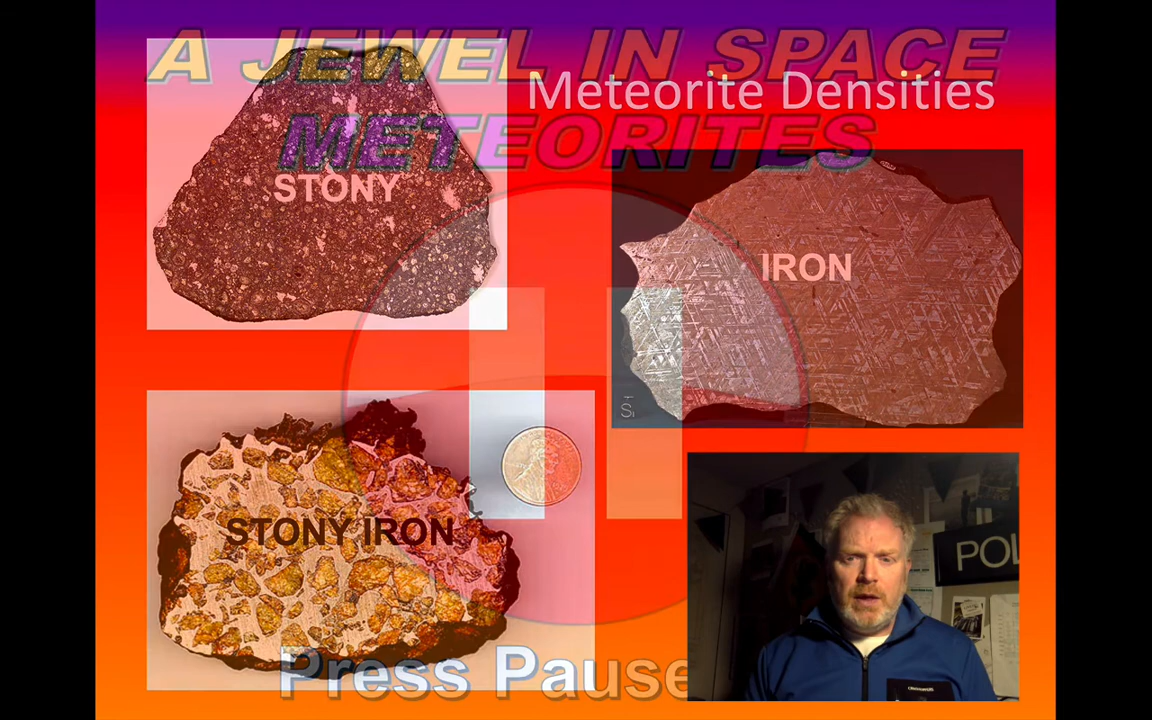 A JEWEL IN SPACE
METEORITES
Meteorite Densities
STONY
IRON
STONY IRON
Press Pause
POL